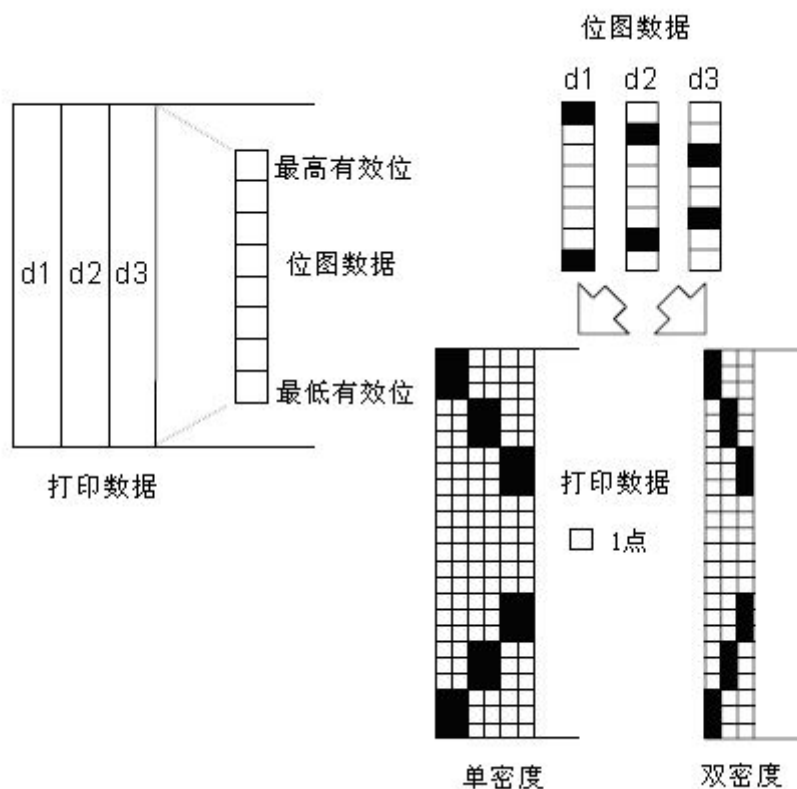 位图数据
d1 d2 d3
最高有效位
d1 d2 d3
位图数据
最低有效位
打印数据
打印数据
1点
单密度
双密度